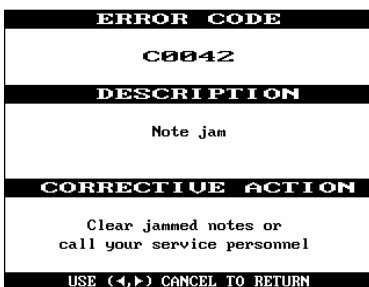 ERROR CODE
C0042
DESCRIPTION
Note jam
CORRECTIVE ACTION
Clear jammed notes or
call your service personnel
USE (◄,►) CANCEL TO RETURN